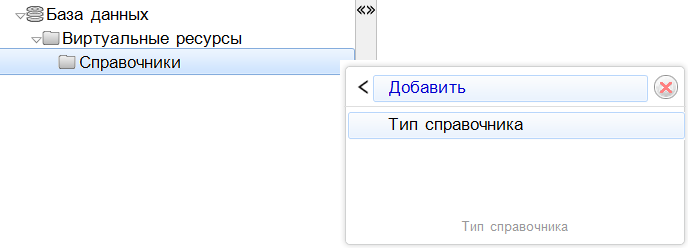 База данных
Виртуальные ресурсы
Справочники
Добавить
Тип справочника
Тип справочника